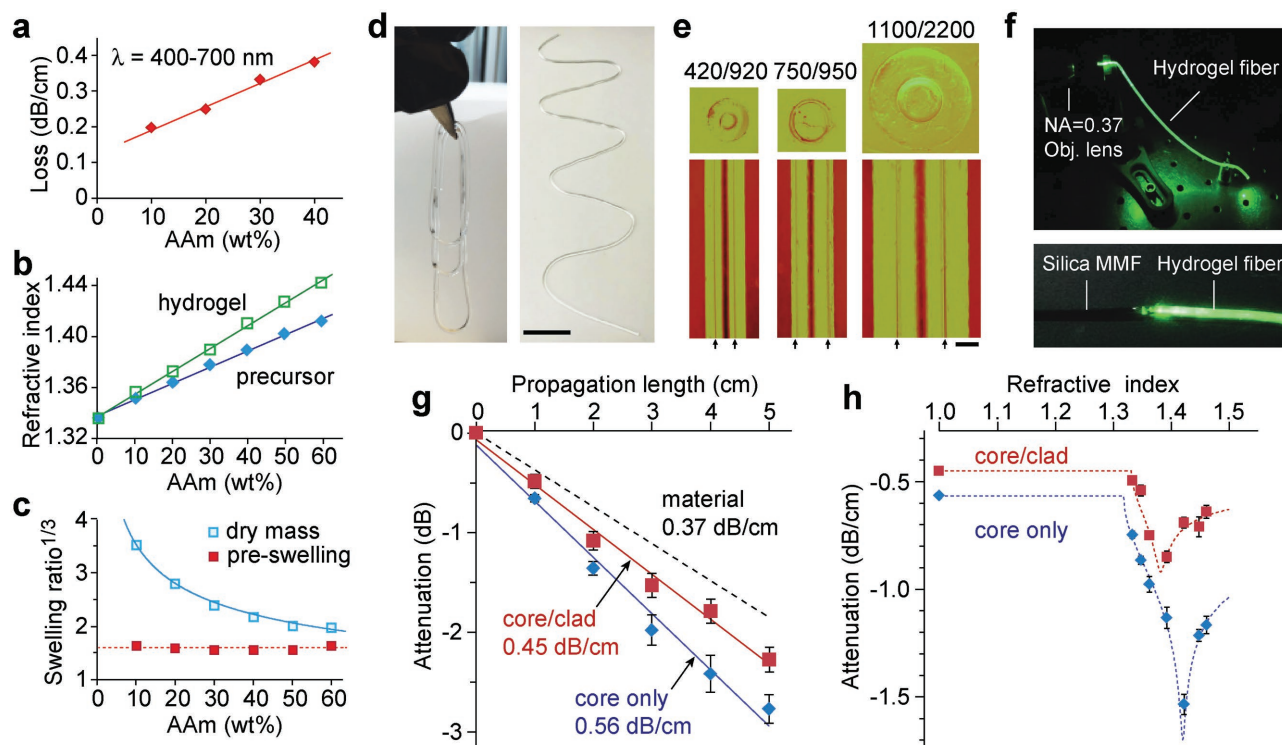 a
λ = 400-700 nm
Loss (dB/cm)
0.4
0.3
0.2
0.1
0
0 10 20 30 40
AAm (wt%)
b
Refractive index
1.44
1.40
1.36
1.32
hydrogel
precursor
0 10 20 30 40 50 60
AAm (wt%)
c
Swelling ratio1/3
4
3
2
1
dry mass
pre-swelling
0 10 20 30 40 50 60
AAm (wt%)
d
e
420/920
750/950
1100/2200
f
Hydrogel fiber
NA=0.37
Obj. lens
Silica MMF
Hydrogel fiber
g
Propagation length (cm)
0 1 2 3 4 5
Attenuation (dB)
0
-1
-2
-3
material
0.37 dB/cm
core/clad
0.45 dB/cm
core only
0.56 dB/cm
h
Refractive index
1.0 1.1 1.2 1.3 1.4 1.5
Attenuation (dB/cm)
-0.5
-1.0
-1.5
core/clad
core only